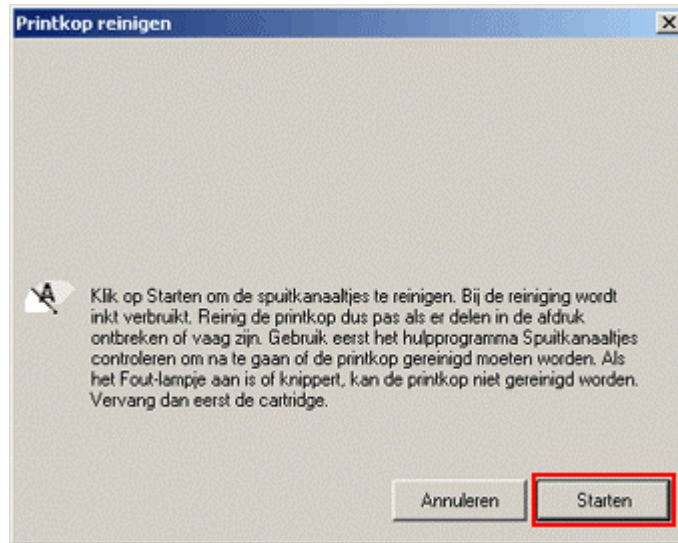 Printkop reinigen
Klik op Starten om de spuitkanaaltjes te reinigen. Bij de reiniging wordt
inkt verbruikt. Reinig de printkop dus pas als er delen in de afdruk
ontbreken of vaag zijn. Gebruik eerst het hulpprogramma Spuitkanaaltjes
controleren om na te gaan of de printkop gereinigd moeten worden. Als
het Fout-lampje aan is of knippert, kan de printkop niet gereinigd worden.
Vervang dan eerst de cartridge.
Annuleren Starten